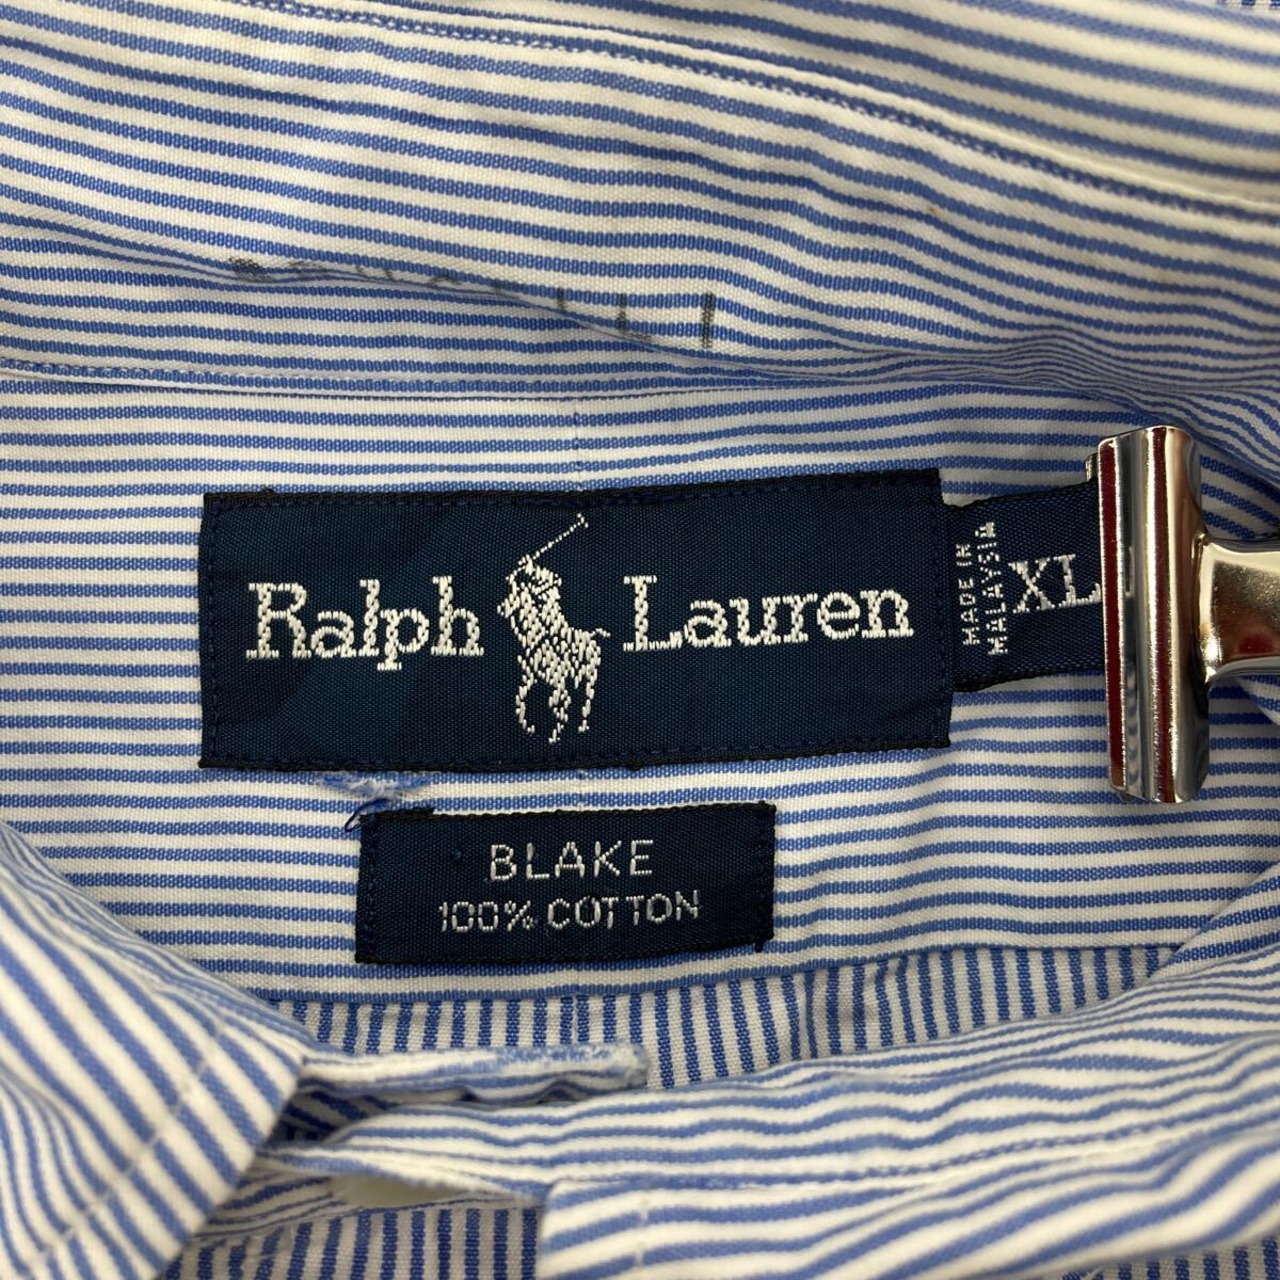 Ralph Lauren
MADE IN
MALAYSIA
XL
BLAKE
100% COTTON